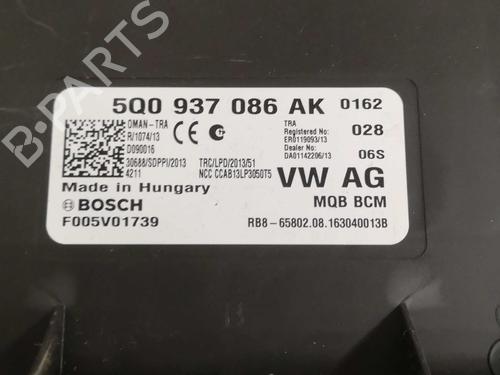 5Q0 937 086 AK 0162
OMAN-TRA
R/1074/13
D090016
30688/SDPPI/2013
4211
TRC/LPD/2013/51
NCC CCAB13LP3050T5
TRA
Registered No:
ER0119093/13
Dealer No:
DA01142206/13
028
06S
Made in Hungary
VW AG
BOSCH
MQB BCM
F005V01739
RB8-65802.08.163040013B
B-PARTS